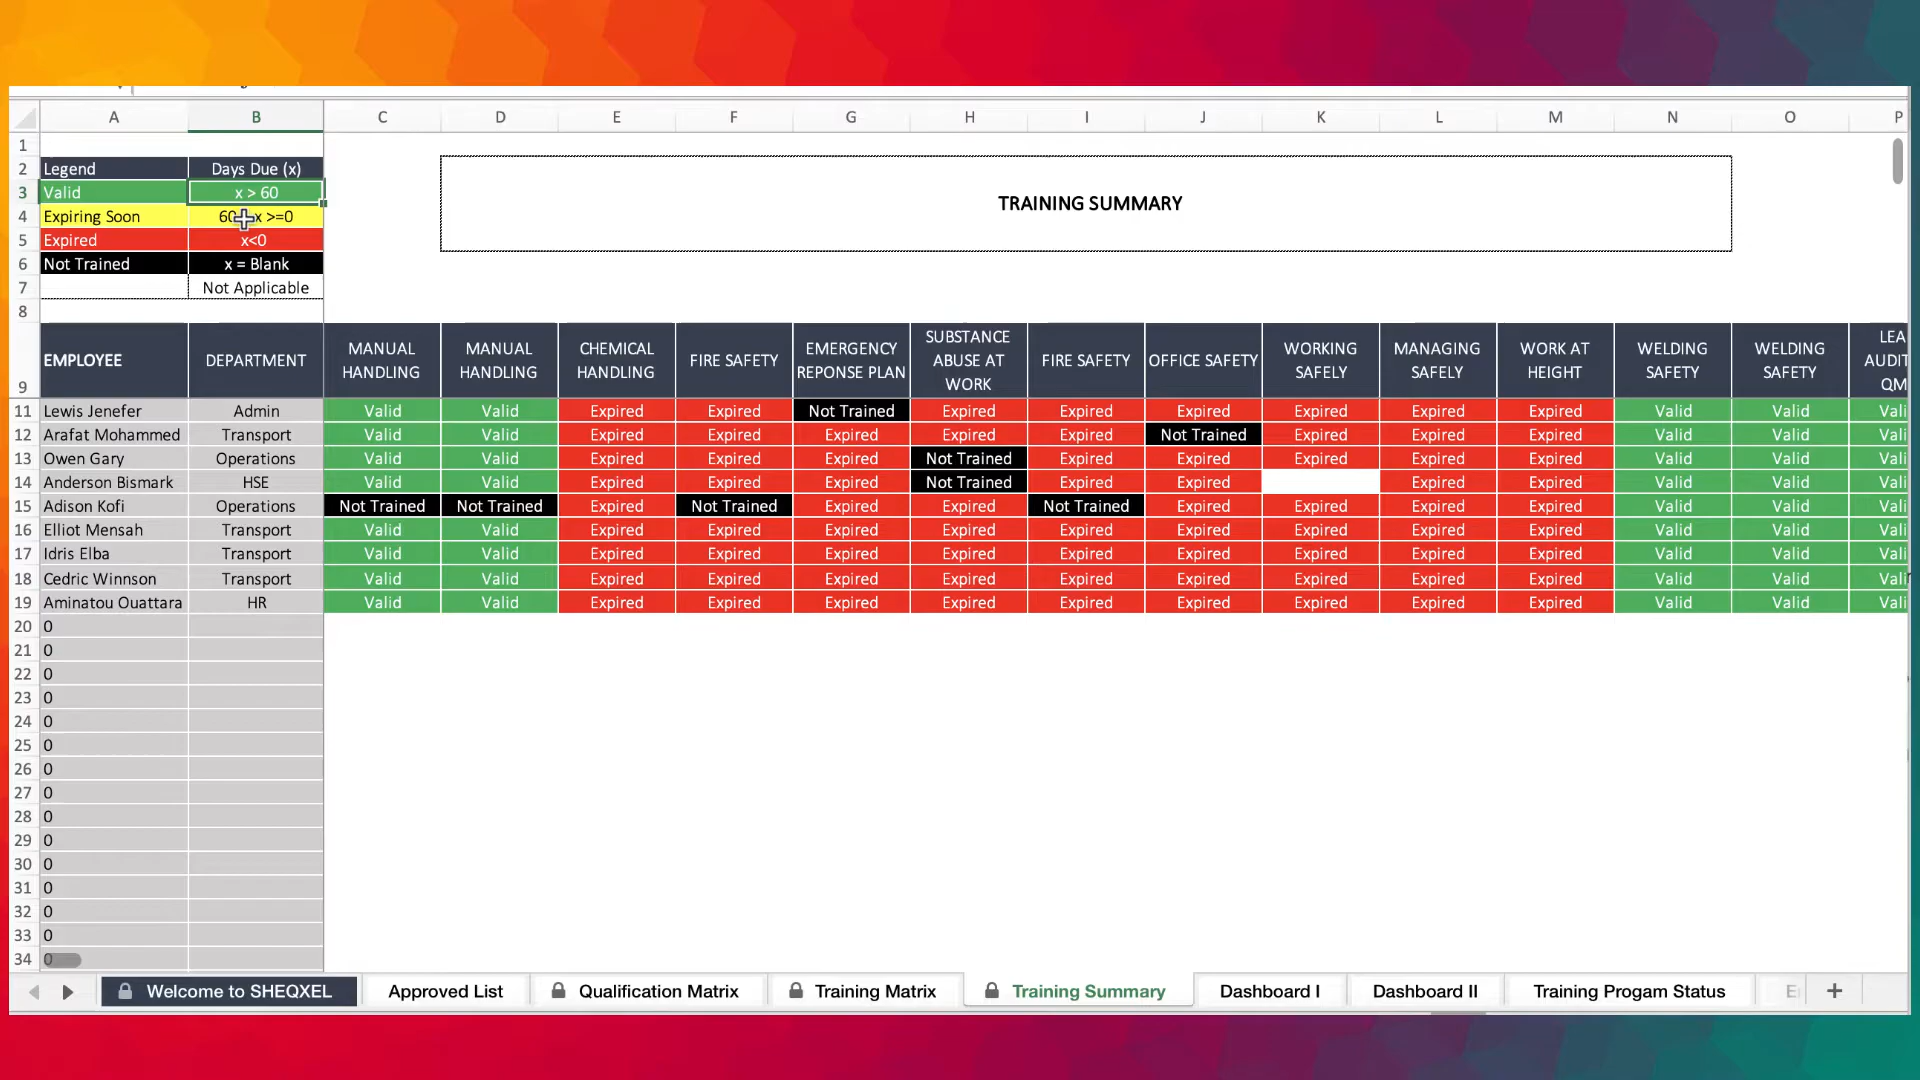 A B C D E F G H I J K L M N O P
1
2 Legend Days Due (x)
3 Valid x > 60
4 Expiring Soon 60 x >=0
5 Expired x<0
6 Not Trained x = Blank
7 Not Applicable
8
TRAINING SUMMARY
9 EMPLOYEE DEPARTMENT MANUAL HANDLING MANUAL HANDLING CHEMICAL HANDLING FIRE SAFETY EMERGENCY REPONSE PLAN SUBSTANCE ABUSE AT WORK FIRE SAFETY OFFICE SAFETY WORKING SAFELY MANAGING SAFELY WORK AT HEIGHT WELDING SAFETY WELDING SAFETY LEA AUDIT QM
11 Lewis Jenefer Admin Valid Valid Expired Expired Not Trained Expired Expired Expired Expired Expired Expired Valid Valid Vali
12 Arafat Mohammed Transport Valid Valid Expired Expired Expired Expired Expired Not Trained Expired Expired Expired Valid Valid Vali
13 Owen Gary Operations Valid Valid Expired Expired Expired Not Trained Expired Expired Expired Expired Expired Valid Valid Vali
14 Anderson Bismark HSE Valid Valid Expired Expired Expired Not Trained Expired Expired Expired Expired Valid Valid Vali
15 Adison Kofi Operations Not Trained Not Trained Expired Not Trained Expired Expired Not Trained Expired Expired Expired Expired Valid Valid Vali
16 Elliot Mensah Transport Valid Valid Expired Expired Expired Expired Expired Expired Expired Expired Expired Valid Valid Vali
17 Idris Elba Transport Valid Valid Expired Expired Expired Expired Expired Expired Expired Expired Expired Valid Valid Vali
18 Cedric Winnson Transport Valid Valid Expired Expired Expired Expired Expired Expired Expired Expired Expired Valid Valid Vali
19 Aminatou Ouattara HR Valid Valid Expired Expired Expired Expired Expired Expired Expired Expired Expired Valid Valid Vali
20 0
21 0
22 0
23 0
24 0
25 0
26 0
27 0
28 0
29 0
30 0
31 0
32 0
33 0
34 0
Welcome to SHEQXEL Approved List Qualification Matrix Training Matrix Training Summary Dashboard I Dashboard II Training Progam Status